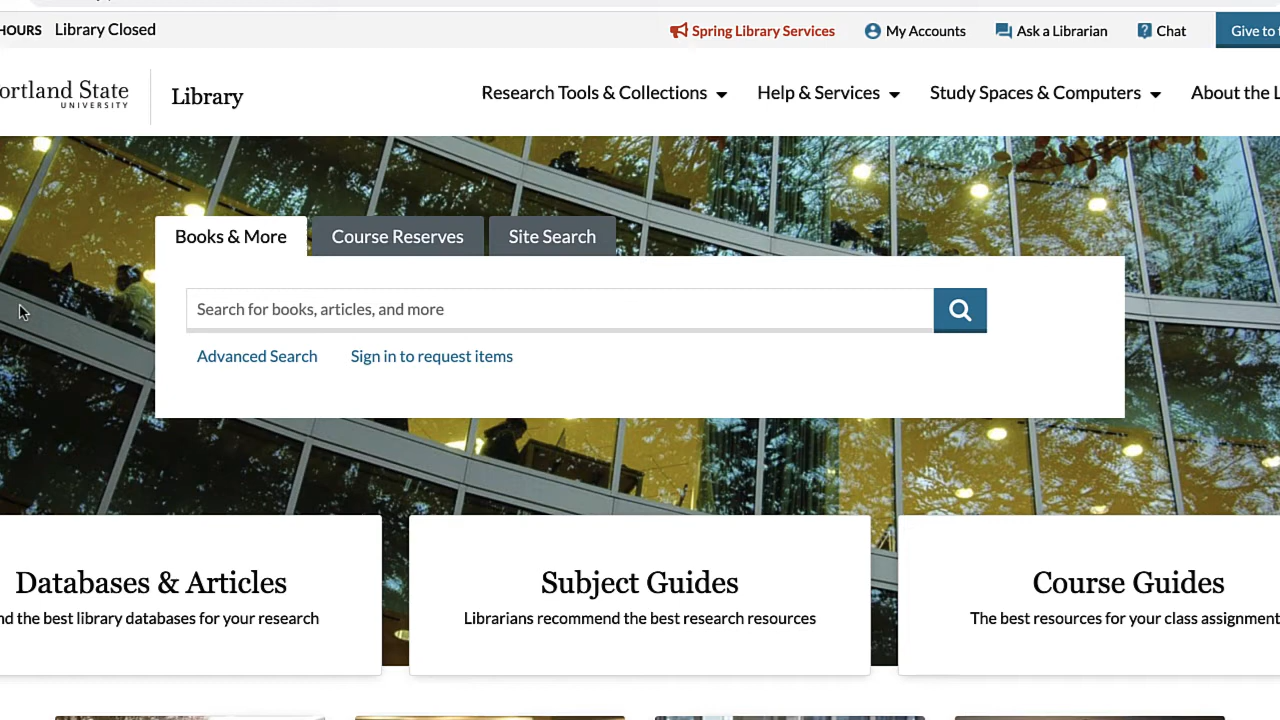 HOURS Library Closed
Spring Library Services
My Accounts
Ask a Librarian
Chat
Give to
ortland State
UNIVERSITY
Library
Research Tools & Collections
Help & Services
Study Spaces & Computers
About the L
Books & More
Course Reserves
Site Search
Search for books, articles, and more
Advanced Search
Sign in to request items
Databases & Articles
nd the best library databases for your research
Subject Guides
Librarians recommend the best research resources
Course Guides
The best resources for your class assignment